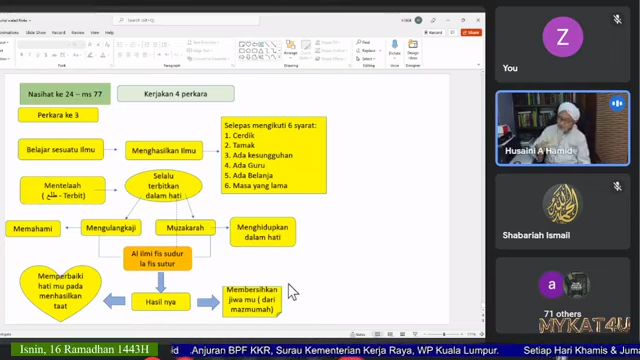 Nasihat ke 24 – ms 77
Kerjakan 4 perkara
Perkara ke 3
Belajar sesuatu Ilmu
Menghasilkan Ilmu
Selepas mengikuti 6 syarat:
1. Cerdik
2. Tamak
3. Ada kesungguhan
4. Ada Guru
5. Ada Belanja
6. Masa yang lama
Mentelaah
( طلع – Terbit)
Selalu
terbitkan
dalam hati
Memahami
Mengulangkaji
Muzakarah
Menghidupkan
dalam hati
Al ilmi fis sudur
la fis sutur
Memperbaiki
hati mu pada
menhasilkan
taat
Hasil nya
Membersihkan
jiwa mu ( dari
mazmumah)
Z
You
Husaini A Hamid
Shabariah Ismail
a
71 others
MYKAT4U
Isnin, 16 Ramadhan 1443H
Anjuran BPF KKR, Surau Kementerian Kerja Raya, WP Kuala Lumpur.
Setiap Hari Khamis &